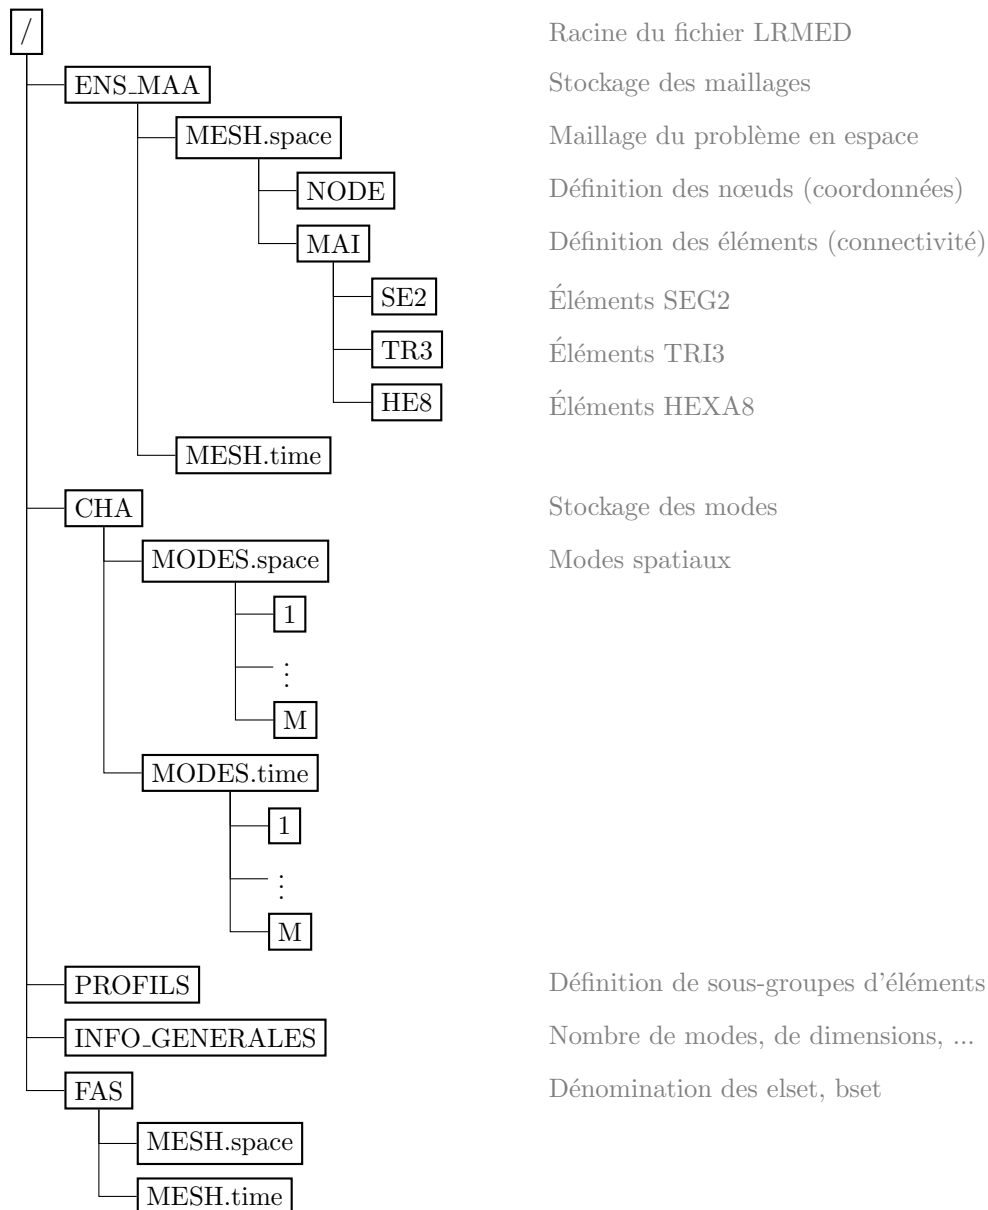 / Racine du fichier LRMED
ENS_MAA Stockage des maillages
MESH.space Maillage du problème en espace
NODE Définition des nœuds (coordonnées)
MAI Définition des éléments (connectivité)
SE2 Éléments SEG2
TR3 Éléments TRI3
HE8 Éléments HEXA8
MESH.time
CHA Stockage des modes
MODES.space Modes spatiaux
1
⋮
M
MODES.time
1
⋮
M
PROFILS Définition de sous-groupes d'éléments
INFO_GENERALES Nombre de modes, de dimensions, ...
FAS Dénomination des elset, bset
MESH.space
MESH.time